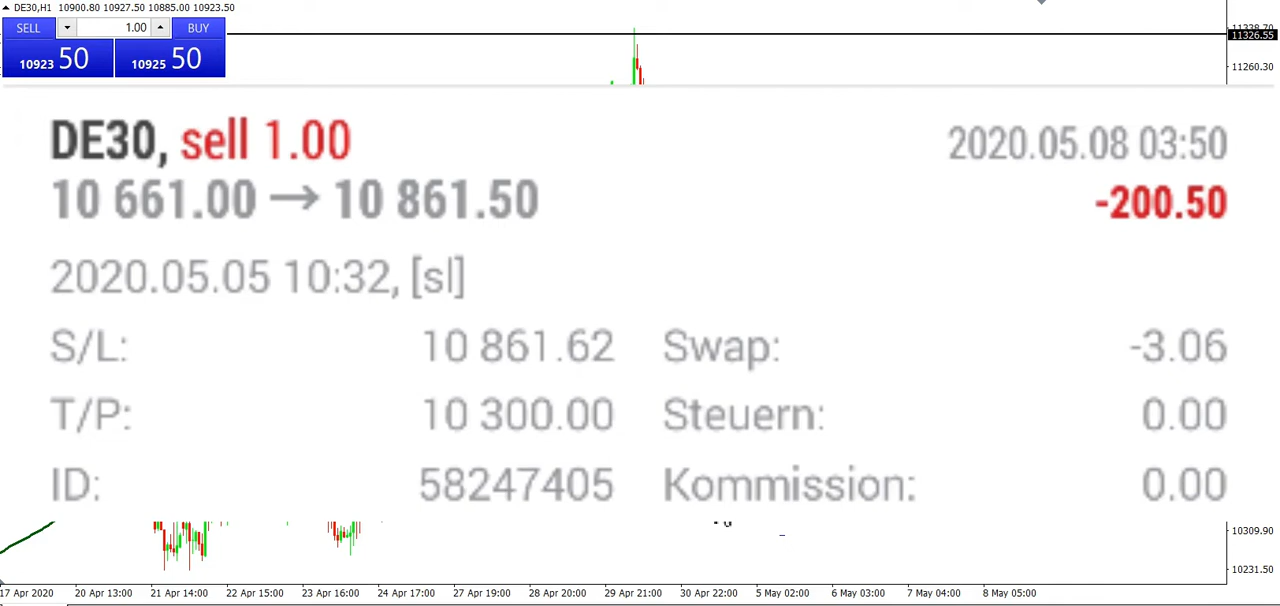 DE30,H1 10900.80 10927.50 10885.00 10923.50
SELL 1.00 BUY
10923 50 10925 50
11326.55
11260.30
DE30, sell 1.00 2020.05.08 03:50
10 661.00 → 10 861.50 -200.50
2020.05.05 10:32, [sl]
S/L: 10 861.62 Swap: -3.06
T/P: 10 300.00 Steuern: 0.00
ID: 58247405 Kommission: 0.00
10309.90
10231.50
17 Apr 2020 20 Apr 13:00 21 Apr 14:00 22 Apr 15:00 23 Apr 16:00 24 Apr 17:00 27 Apr 19:00 28 Apr 20:00 29 Apr 21:00 30 Apr 22:00 5 May 02:00 6 May 03:00 7 May 04:00 8 May 05:00